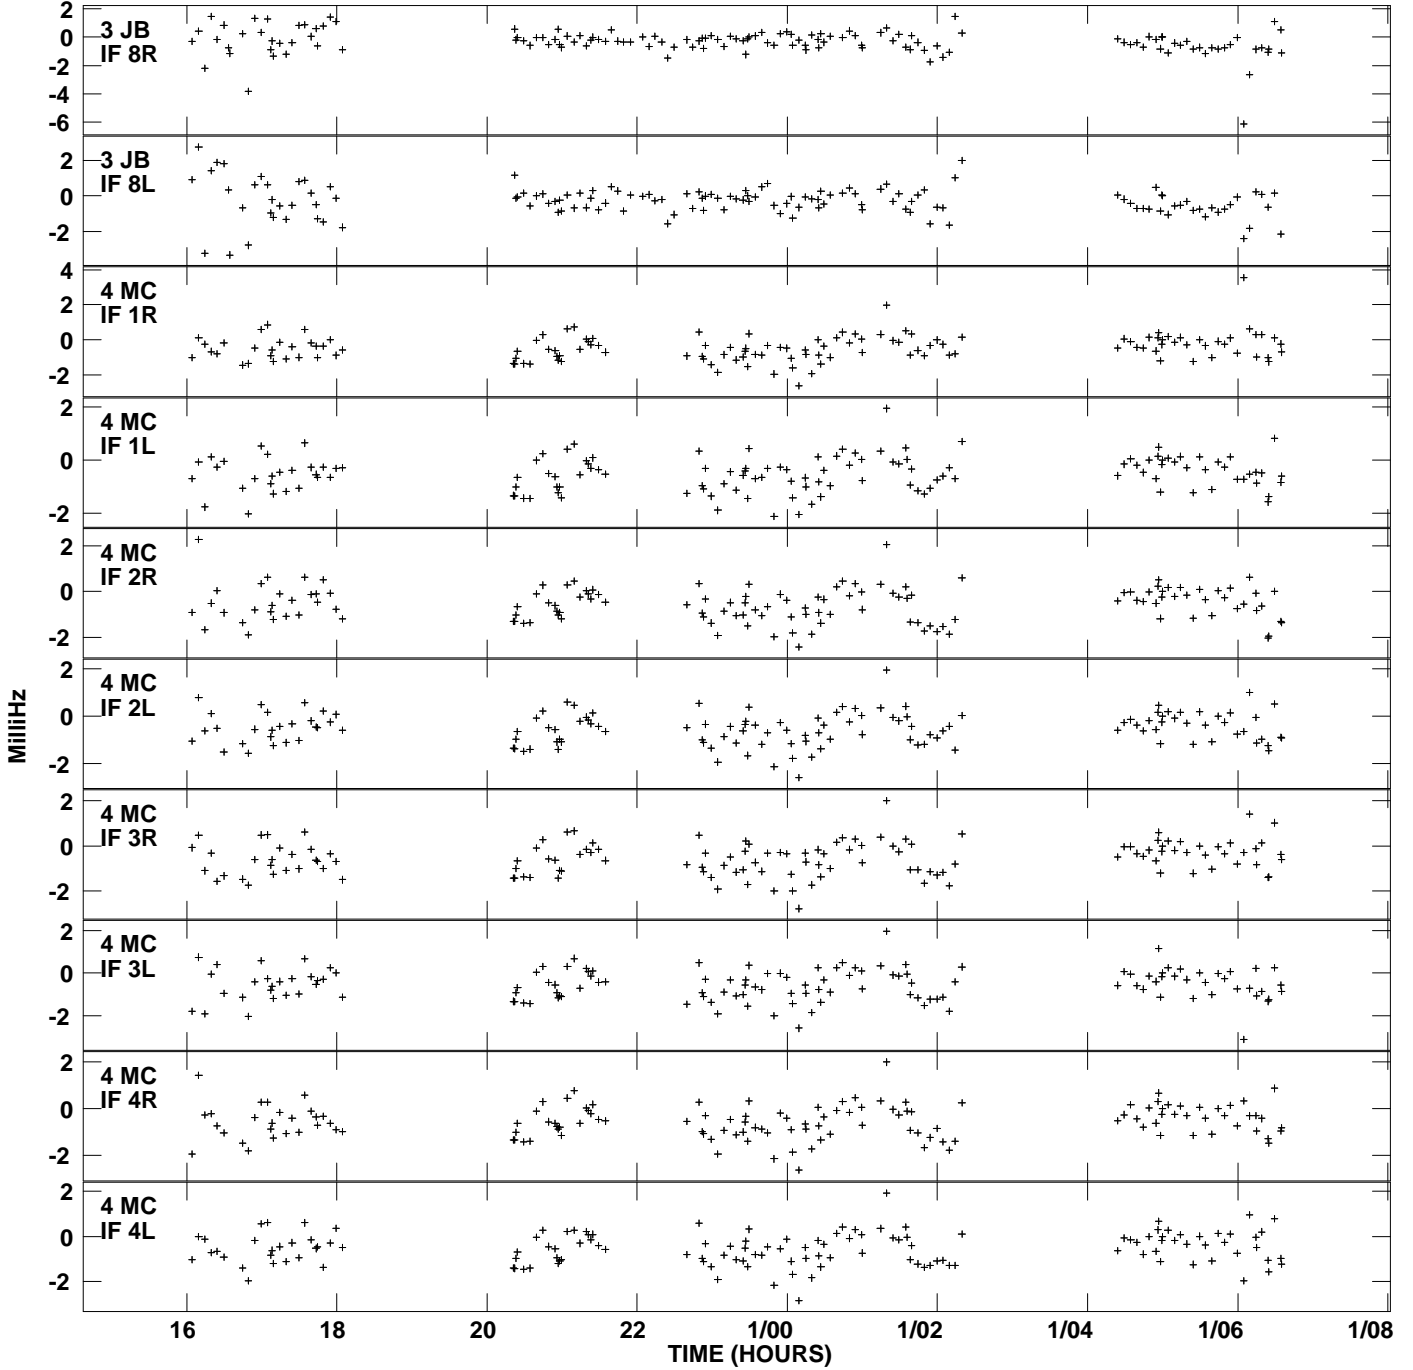 3 JB
IF 8R
2
0
-2
-4
-6
3 JB
IF 8L
2
0
-2
4 MC
IF 1R
4
2
0
-2
4 MC
IF 1L
2
0
-2
4 MC
IF 2R
2
0
-2
4 MC
IF 2L
2
0
-2
4 MC
IF 3R
2
0
-2
4 MC
IF 3L
2
0
-2
4 MC
IF 4R
2
0
-2
4 MC
IF 4L
2
0
-2
MilliHz
16 18 20 22 1/00 1/02 1/04 1/06 1/08
TIME (HOURS)